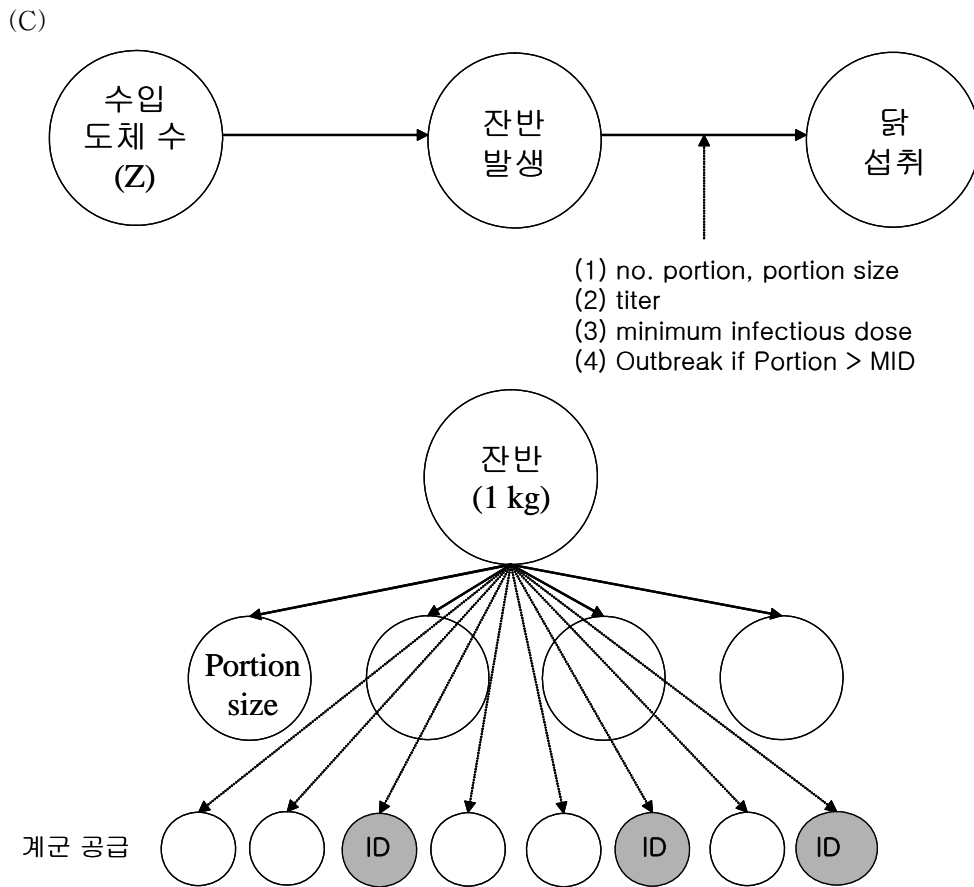 (C)
수입
도체 수
(Z)
잔반
발생
닭
섭취
(1) no. portion, portion size
(2) titer
(3) minimum infectious dose
(4) Outbreak if Portion > MID
잔반
(1 kg)
Portion
size
계군 공급
ID
ID
ID